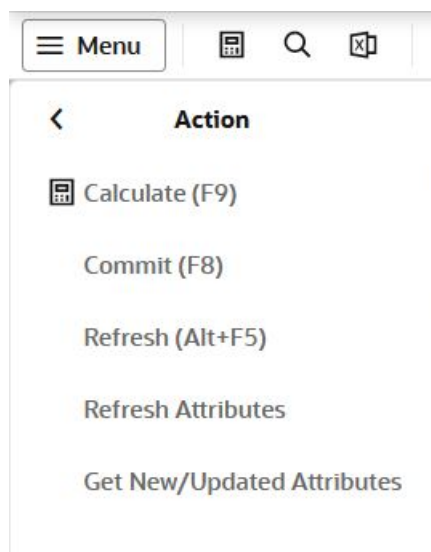 Menu
Action
Calculate (F9)
Commit (F8)
Refresh (Alt+F5)
Refresh Attributes
Get New/Updated Attributes